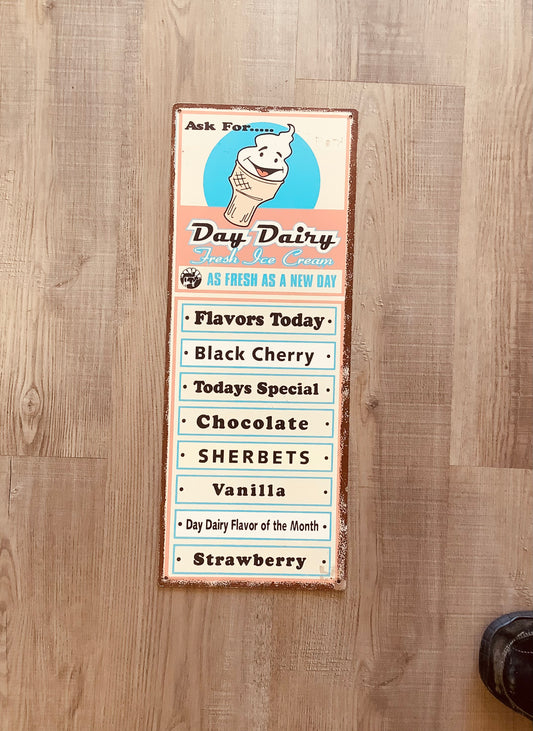 Ask For.....
Day Dairy
Fresh Ice Cream
AS FRESH AS A NEW DAY
• Flavors Today •
• Black Cherry •
• Todays Special •
• Chocolate •
• SHERBETS •
• Vanilla •
• Day Dairy Flavor of the Month •
• Strawberry •